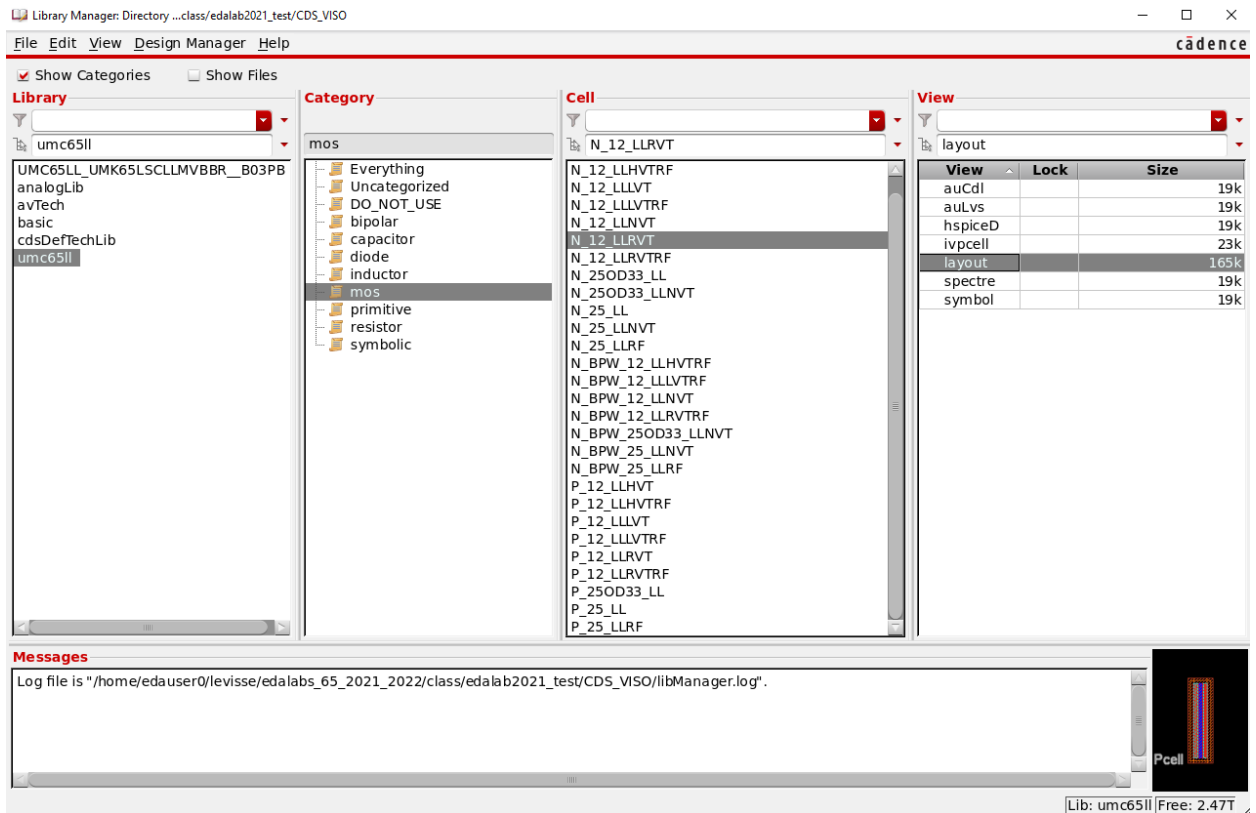 Library Manager: Directory ...class/edalab2021_test/CDS_VISO
File Edit View Design Manager Help
cādence
Show Categories
Show Files
Library
umc65ll
UMC65LL_UMK65LSCLLMVBBR__B03PB
analogLib
avTech
basic
cdsDefTechLib
umc65ll
Category
mos
Everything
Uncategorized
DO_NOT_USE
bipolar
capacitor
diode
inductor
mos
primitive
resistor
symbolic
Cell
N_12_LLRVT
N_12_LLHVTRF
N_12_LLLVT
N_12_LLLVTRF
N_12_LLNVT
N_12_LLRVT
N_12_LLRVTRF
N_25OD33_LL
N_25OD33_LLNVT
N_25_LL
N_25_LLNVT
N_25_LLRF
N_BPW_12_LLHVTRF
N_BPW_12_LLLVTRF
N_BPW_12_LLNVT
N_BPW_12_LLRVTRF
N_BPW_25OD33_LLNVT
N_BPW_25_LLNVT
N_BPW_25_LLRF
P_12_LLHVT
P_12_LLHVTRF
P_12_LLLVT
P_12_LLLVTRF
P_12_LLRVT
P_12_LLRVTRF
P_25OD33_LL
P_25_LL
P_25_LLRF
View
layout
View Lock Size
auCdl 19k
auLvs 19k
hspiceD 19k
ivpcell 23k
layout 165k
spectre 19k
symbol 19k
Messages
Log file is "/home/edauser0/levisse/edalabs_65_2021_2022/class/edalab2021_test/CDS_VISO/libManager.log".
Pcell
Lib: umc65ll Free: 2.47T